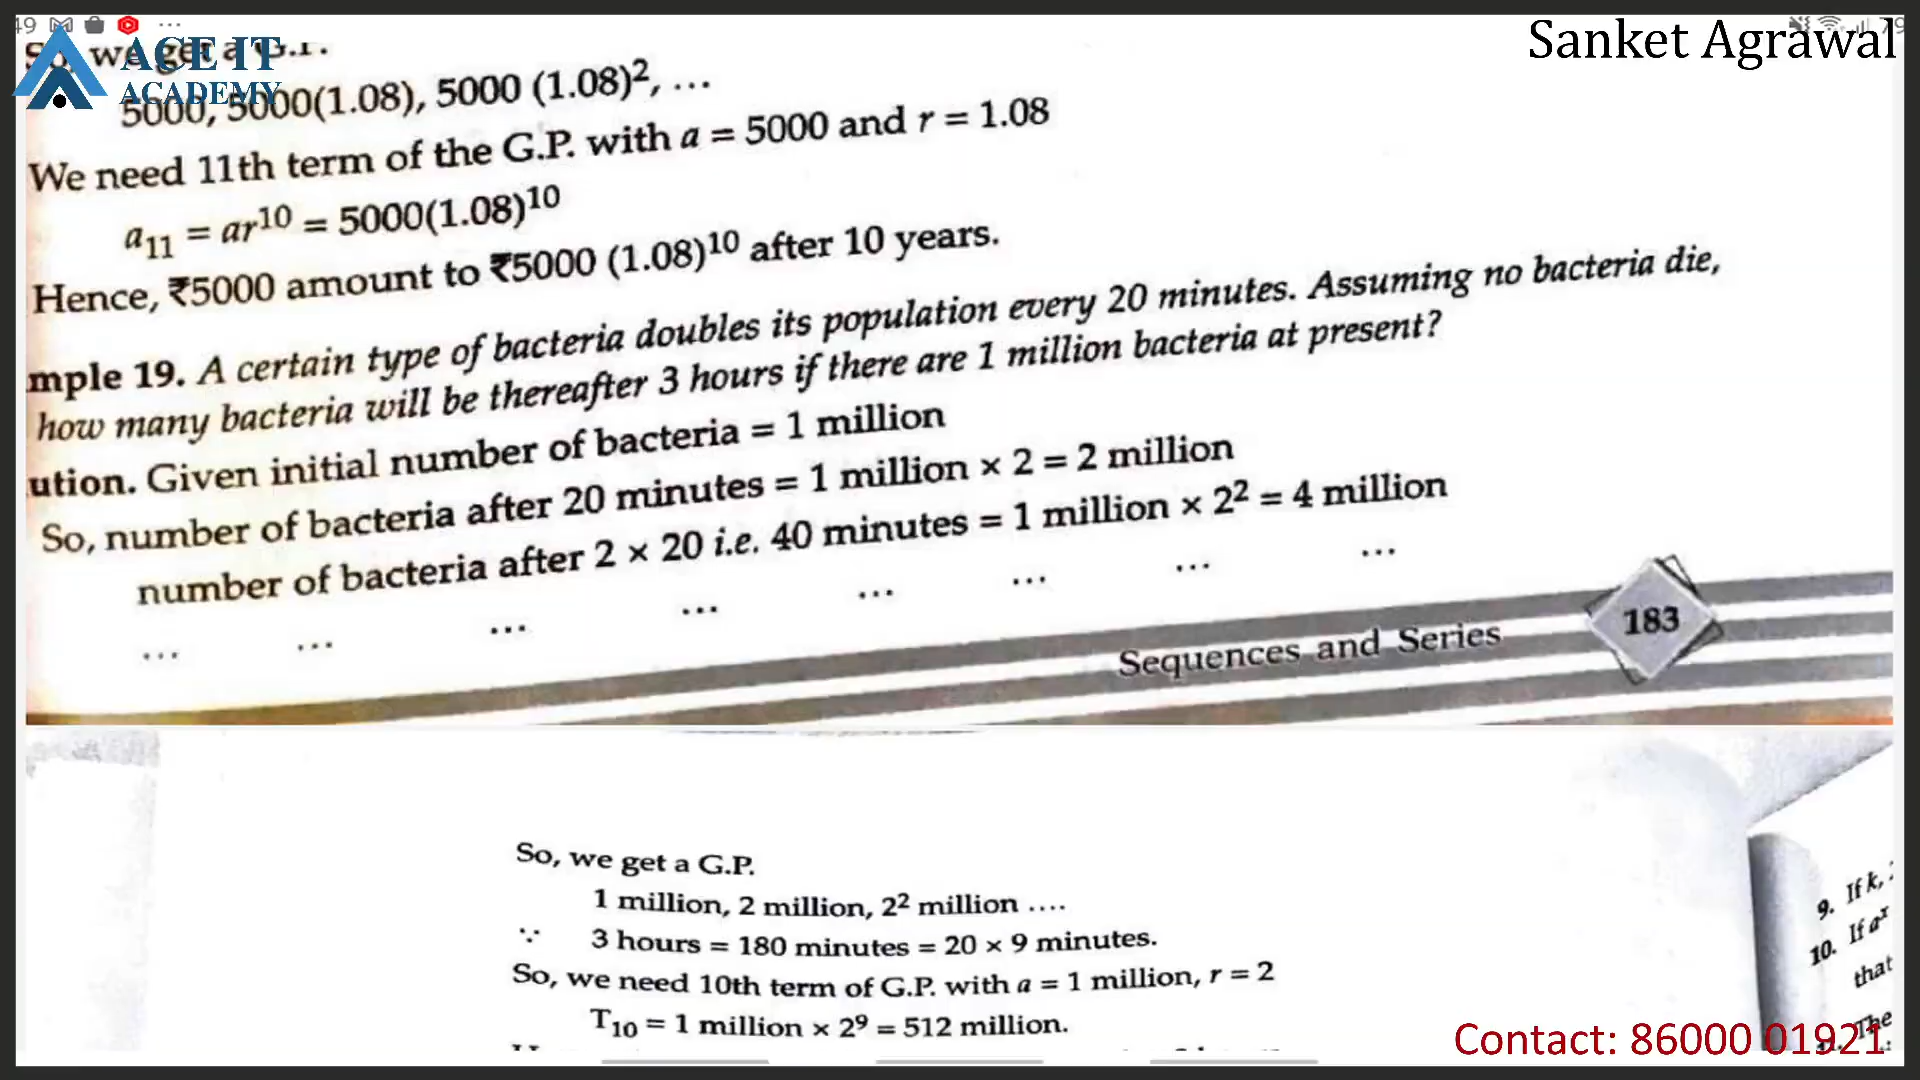 49 ...
Sanket Agrawal
79
ACE IT
ACADEMY
So, we get a G.P.
5000, 5000(1.08), 5000 (1.08)², ...
We need 11th term of the G.P. with a = 5000 and r = 1.08
a₁₁ = ar¹⁰ = 5000(1.08)¹⁰
Hence, ₹5000 amount to ₹5000 (1.08)¹⁰ after 10 years.
mple 19. A certain type of bacteria doubles its population every 20 minutes. Assuming no bacteria die,
how many bacteria will be thereafter 3 hours if there are 1 million bacteria at present?
ution. Given initial number of bacteria = 1 million
So, number of bacteria after 20 minutes = 1 million × 2 = 2 million
number of bacteria after 2 × 20 i.e. 40 minutes = 1 million × 2² = 4 million
... ... ... ... ... ... ... ...
Sequences and Series 183
So, we get a G.P.
1 million, 2 million, 2² million ....
∵ 3 hours = 180 minutes = 20 × 9 minutes.
So, we need 10th term of G.P. with a = 1 million, r = 2
T₁₀ = 1 million × 2⁹ = 512 million.
9. If k,
10. If aˣ
that
The
Contact: 86000 01921